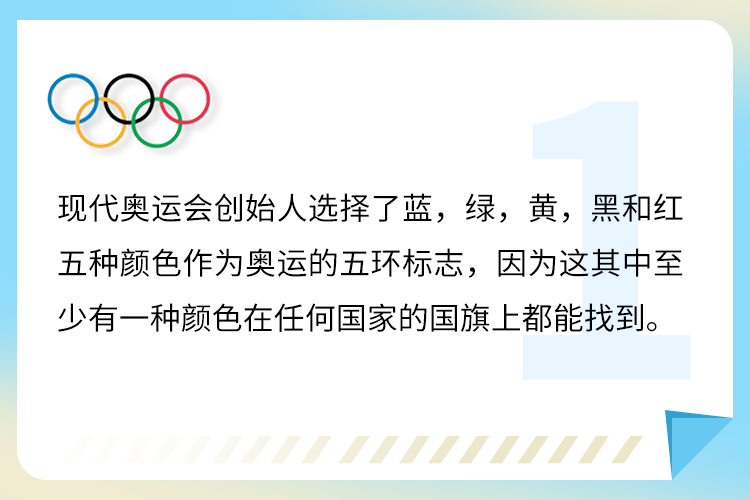 1
现代奥运会创始人选择了蓝，绿，黄，黑和红
五种颜色作为奥运的五环标志，因为这其中至
少有一种颜色在任何国家的国旗上都能找到。